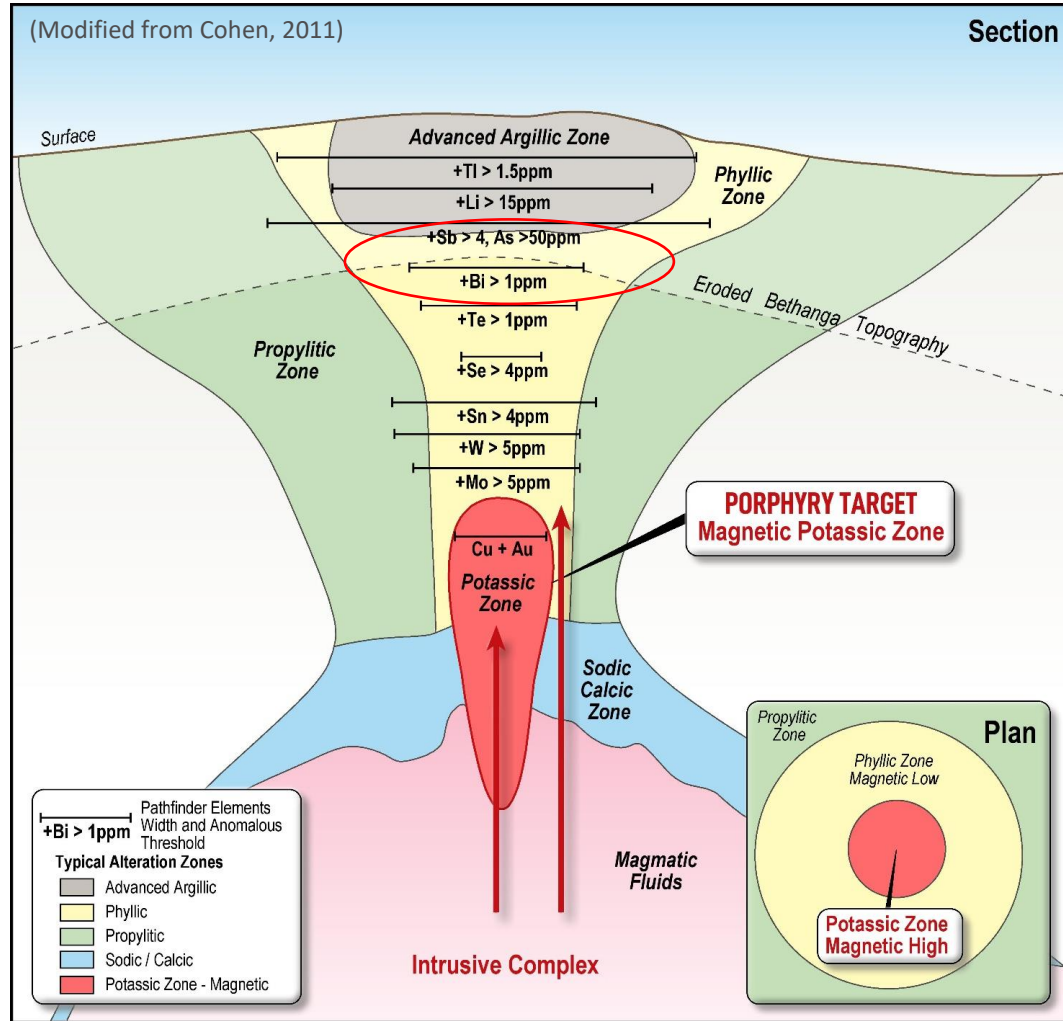 (Modified from Cohen, 2011)
Section
Surface
Advanced Argillic Zone
+Tl > 1.5ppm
Phyllic
Zone
+Li > 15ppm
+Sb > 4, As >50ppm
+Bi > 1ppm
Eroded Bethanga Topography
+Te > 1ppm
Propylitic
Zone
+Se > 4ppm
+Sn > 4ppm
+W > 5ppm
+Mo > 5ppm
PORPHYRY TARGET
Magnetic Potassic Zone
Cu + Au
Potassic
Zone
Sodic
Calcic
Zone
Magmatic
Fluids
Intrusive Complex
+Bi > 1ppm
Pathfinder Elements
Width and Anomalous
Threshold
Typical Alteration Zones
Advanced Argillic
Phyllic
Propylitic
Sodic / Calcic
Potassic Zone - Magnetic
Propylitic
Zone
Plan
Phyllic Zone
Magnetic Low
Potassic Zone
Magnetic High